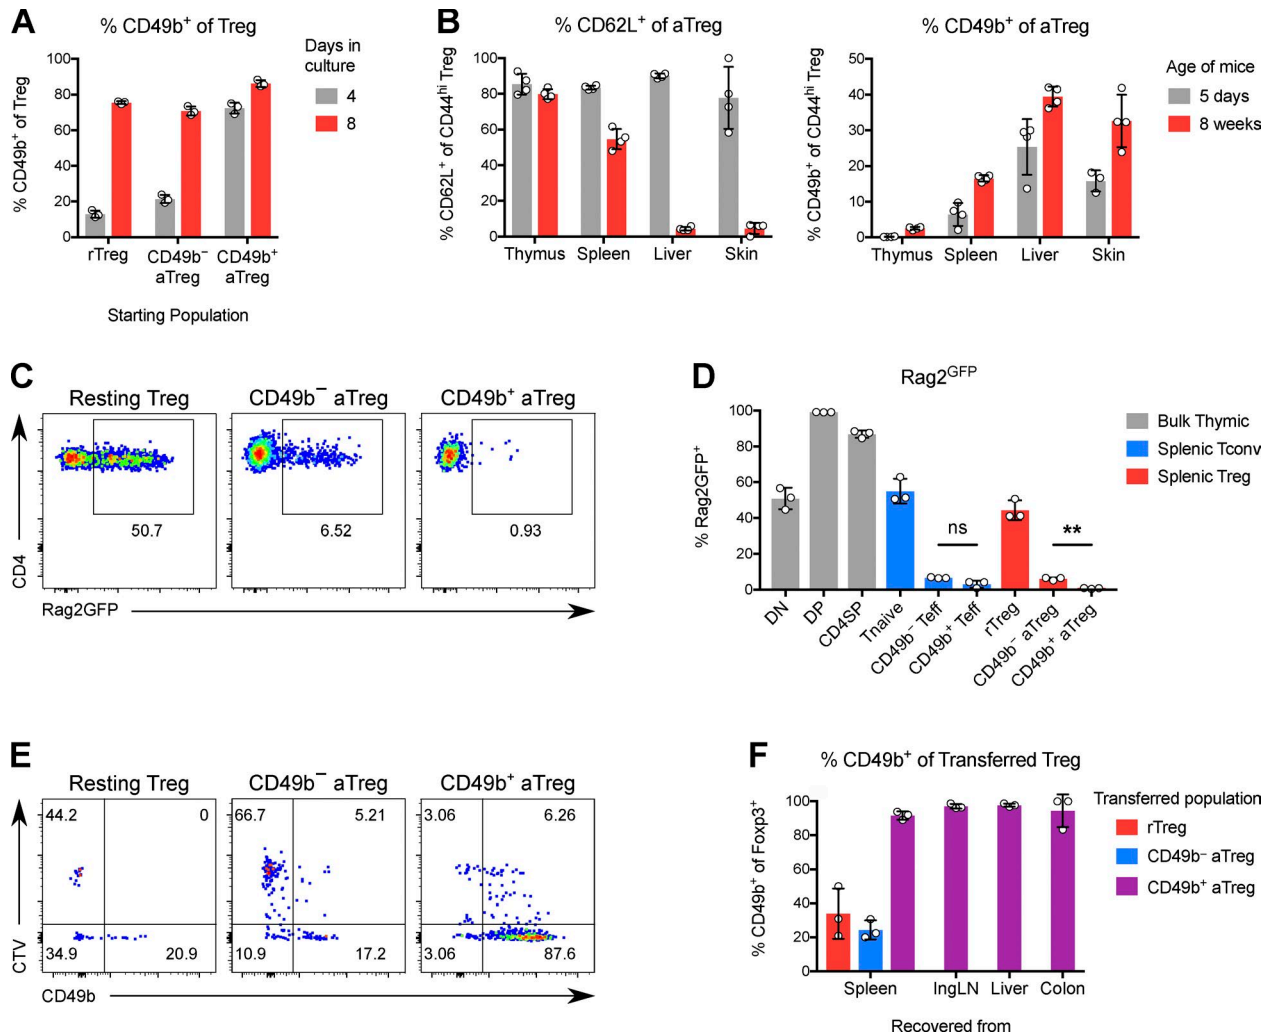 A
% CD49b⁺ of Treg
% CD49b⁺ of Treg
100
80
60
40
20
0
rTreg
CD49b⁻ aTreg
CD49b⁺ aTreg
Starting Population
Days in
culture
4
8
B
% CD62L⁺ of aTreg
% CD62L⁺ of CD44ʰⁱ Treg
100
80
60
40
20
0
Thymus Spleen Liver Skin
% CD49b⁺ of aTreg
% CD49b⁺ of CD44ʰⁱ Treg
50
40
30
20
10
0
Thymus Spleen Liver Skin
Age of mice
5 days
8 weeks
C
Resting Treg
CD49b⁻ aTreg
CD49b⁺ aTreg
50.7
6.52
0.93
CD4
Rag2GFP
D
Rag2ᴳᶠᴾ
% Rag2GFP⁺
100
80
60
40
20
0
DN
DP
CD4SP
Tnaive
CD49b⁻ Teff
CD49b⁺ Teff
rTreg
CD49b⁻ aTreg
CD49b⁺ aTreg
ns
**
Bulk Thymic
Splenic Tconv
Splenic Treg
E
Resting Treg
CD49b⁻ aTreg
CD49b⁺ aTreg
44.2 0
34.9 20.9
66.7 5.21
10.9 17.2
3.06 6.26
3.06 87.6
CTV
CD49b
F
% CD49b⁺ of Transferred Treg
% CD49b⁺ of Foxp3⁺
100
80
60
40
20
0
Spleen IngLN Liver Colon
Recovered from
Transferred population
rTreg
CD49b⁻ aTreg
CD49b⁺ aTreg